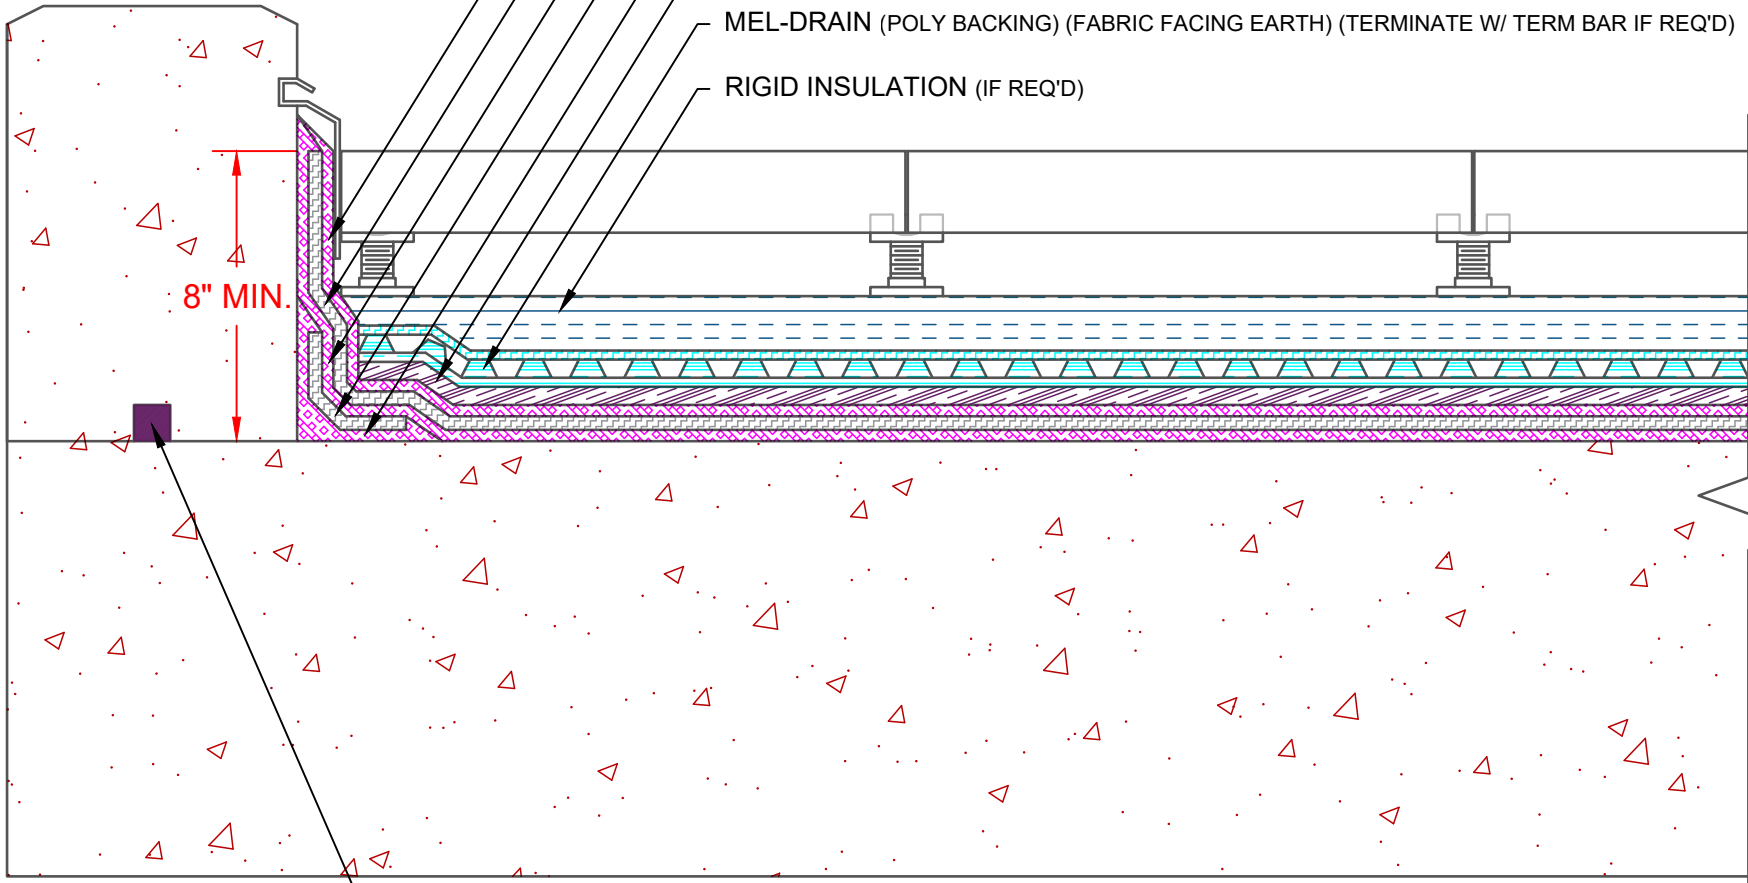 MEL-DRAIN (POLY BACKING) (FABRIC FACING EARTH) (TERMINATE W/ TERM BAR IF REQ'D)
RIGID INSULATION (IF REQ'D)
8" MIN.